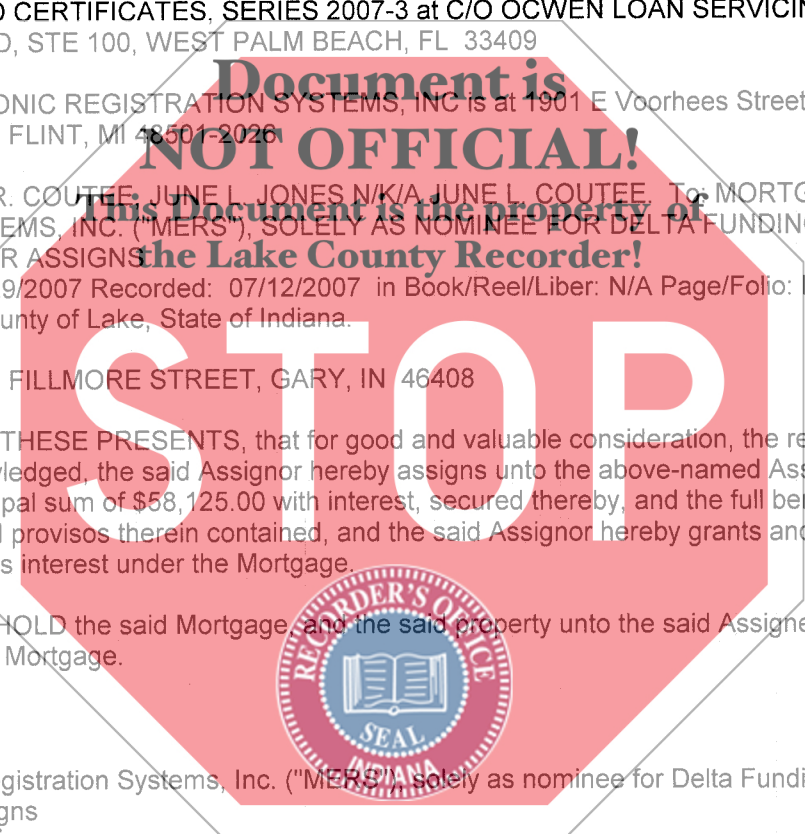 D CERTIFICATES, SERIES 2007-3 at C/O OCWEN LOAN SERVICIN
D, STE 100, WEST PALM BEACH, FL 33409
Document is
ONIC REGISTRATION SYSTEMS, INC is at 1901 E Voorhees Street
FLINT, MI 48501-2026
NOT OFFICIAL!
R. COUTEE, JUNE L. JONES N/K/A JUNE L. COUTEE To: MORTG
This Document is the property of
EMS, INC. ("MERS"), SOLELY AS NOMINEE FOR DELTA FUNDING
R ASSIGNS
the Lake County Recorder!
9/2007 Recorded: 07/12/2007 in Book/Reel/Liber: N/A Page/Folio:
unty of Lake, State of Indiana.
STOP
FILLMORE STREET, GARY, IN 46408
THESE PRESENTS, that for good and valuable consideration, the re
ledged, the said Assignor hereby assigns unto the above-named Ass
pal sum of $58,125.00 with interest, secured thereby, and the full ben
provisos therein contained, and the said Assignor hereby grants and
s interest under the Mortgage.
HOLD the said Mortgage, and the said property unto the said Assigne
Mortgage.
RECORDER'S OFFICE
SEAL
INDIANA
gistration Systems, Inc. ("MERS"), solely as nominee for Delta Fundi
gns